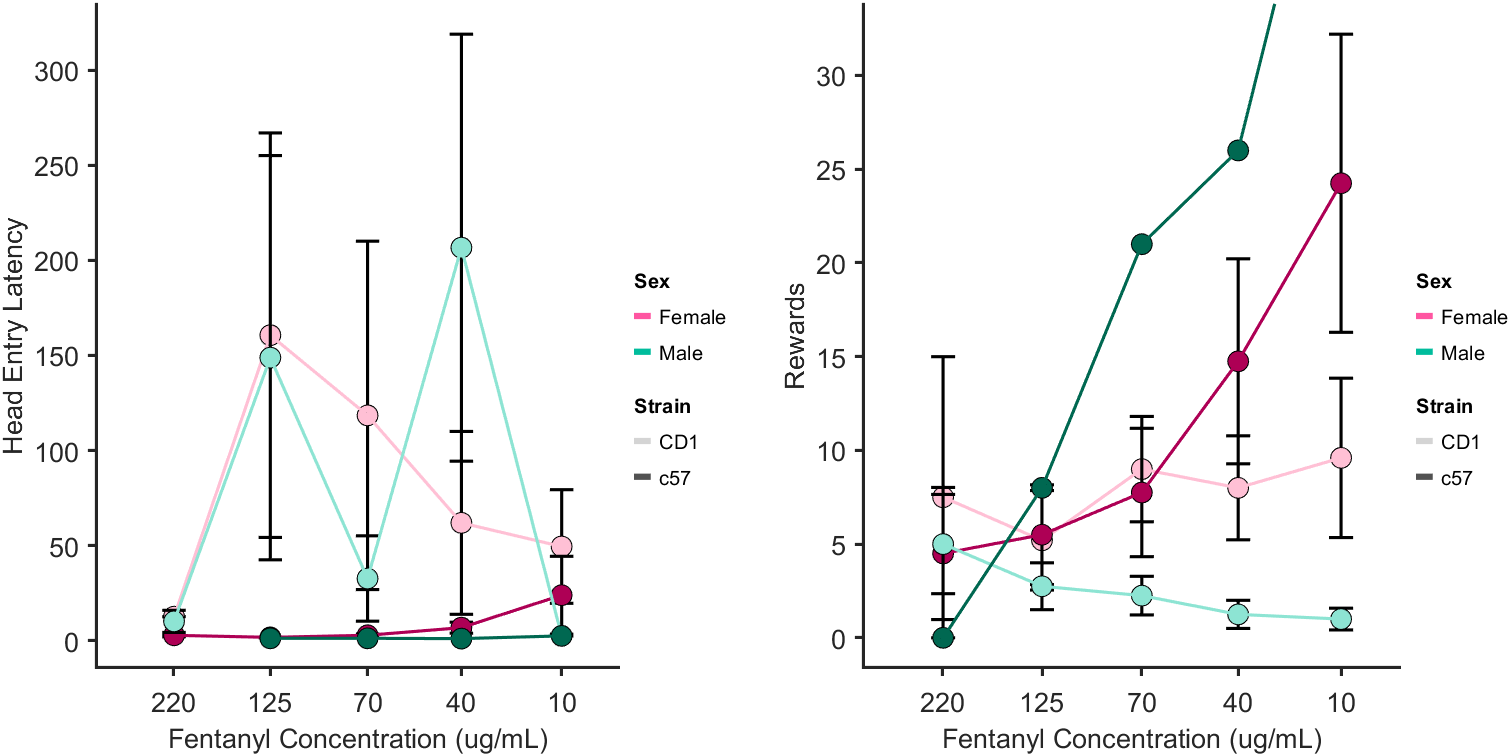 300
250
200
150
100
50
0
Head Entry Latency
220 125 70 40 10
Fentanyl Concentration (ug/mL)
Sex
Female
Male
Strain
CD1
c57
30
25
20
15
10
5
0
Rewards
220 125 70 40 10
Fentanyl Concentration (ug/mL)
Sex
Female
Male
Strain
CD1
c57